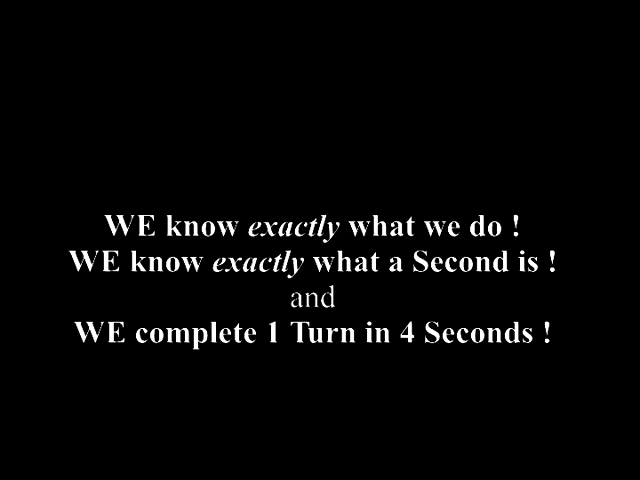 WE know exactly what we do !
WE know exactly what a Second is !
and
WE complete 1 Turn in 4 Seconds !